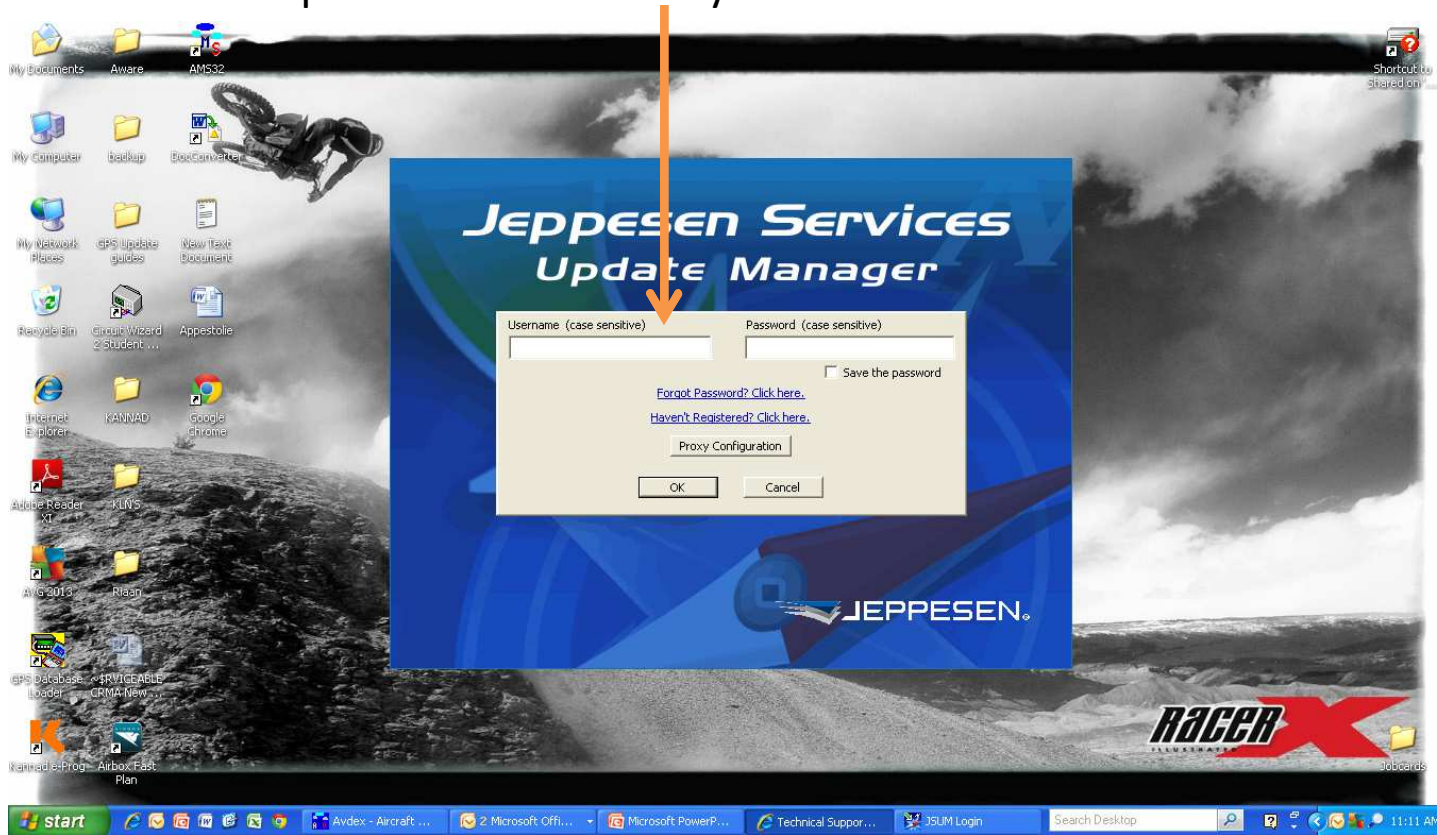 My Documents
Aware
AMS32
Shortcut to
Shared on '...
My Computer
backup
DocConverter
My Network
Places
GPS Update
guides
New Text
Document
Recycle Bin
Circuit Wizard
2 Student ...
Appestolie
Internet
Explorer
KANNAD
Google
Chrome
Adobe Reader
XI
KLN'S
AVG 2013
Riaan
GPS Database
Loader
~$RVICEABLE
CRMA New ...
Kannad e-Prog
Airbox Fast
Plan
Jobcards
Jeppesen Services
Update Manager
Username (case sensitive)
Password (case sensitive)
Save the password
Forgot Password? Click here.
Haven't Registered? Click here.
Proxy Configuration
OK
Cancel
JEPPESEN
RACER X
ILLUSTRATED
start
Avdex - Aircraft ...
2 Microsoft Offi...
Microsoft PowerP...
Technical Suppor...
JSUM Login
Search Desktop
11:11 AM